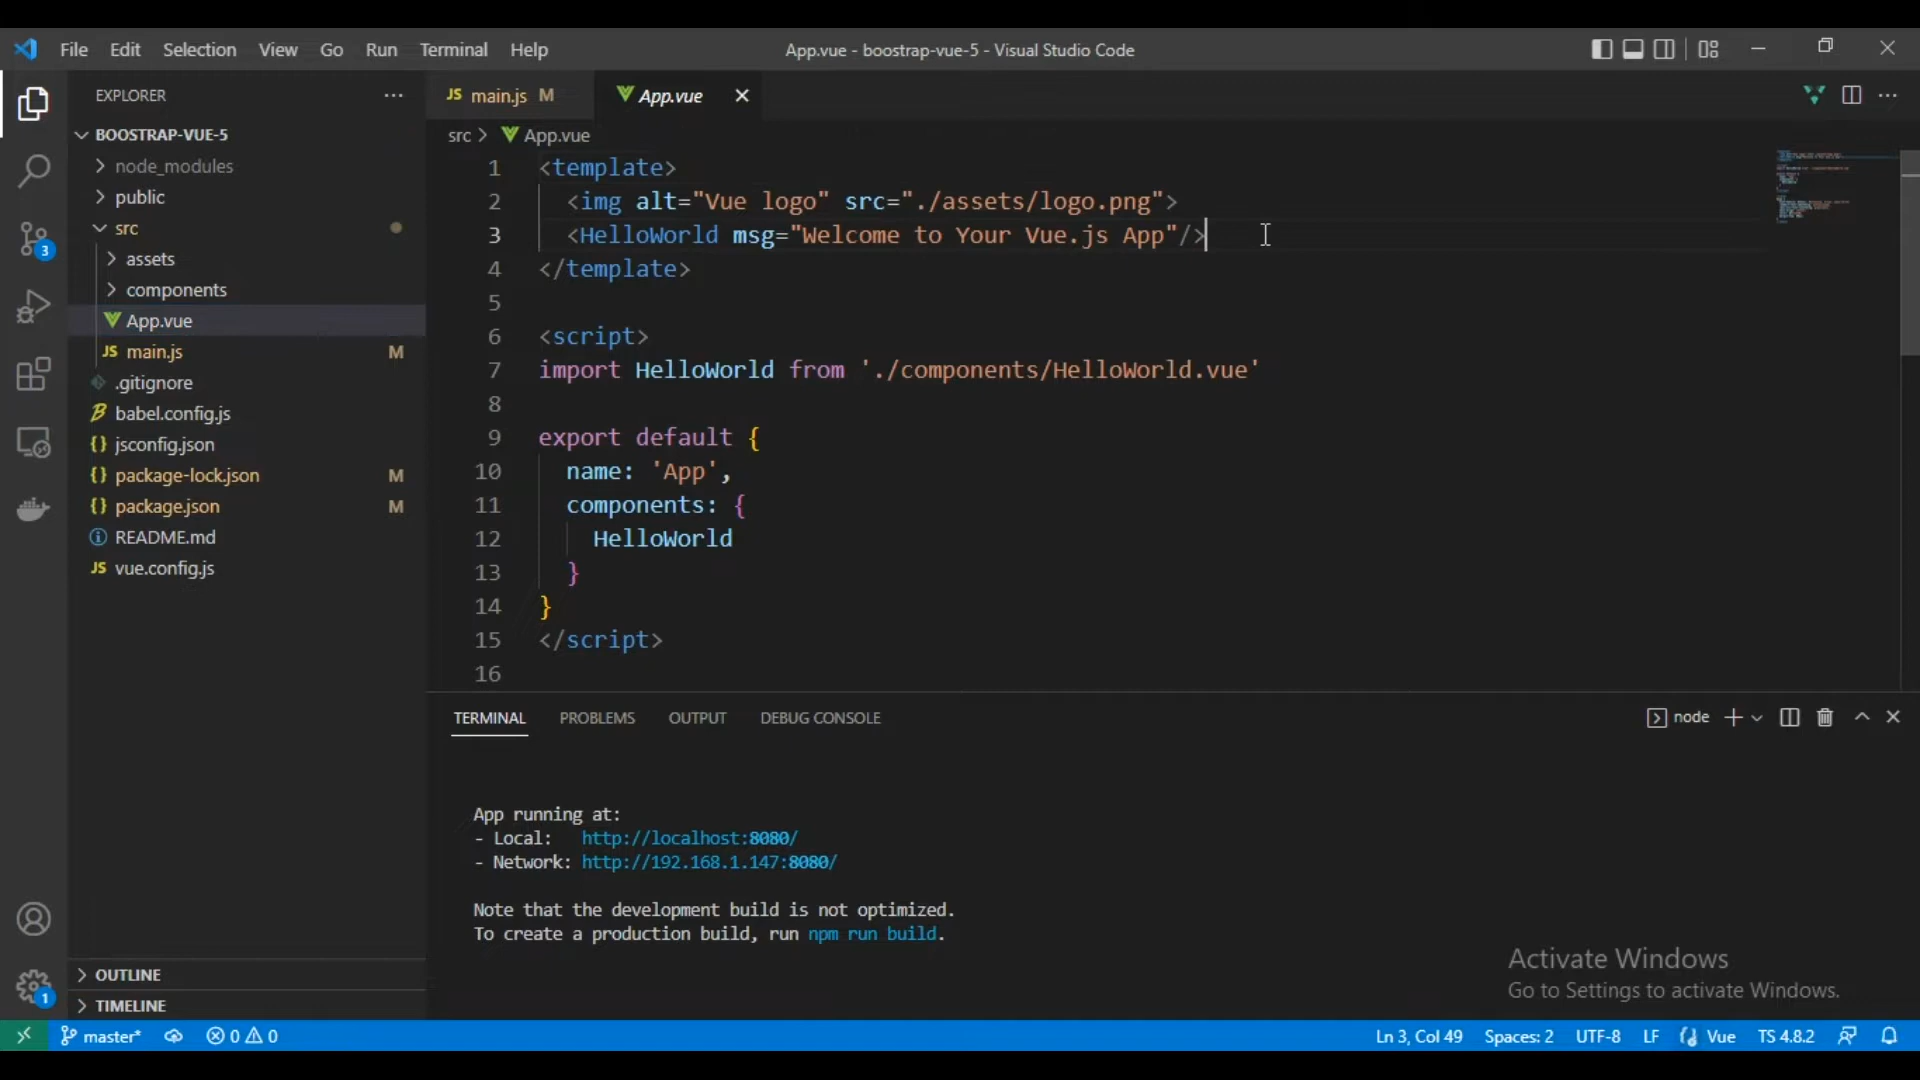 File Edit Selection View Go Run Terminal Help
App.vue - boostrap-vue-5 - Visual Studio Code
EXPLORER
BOOSTRAP-VUE-5
node_modules
public
src
assets
components
App.vue
JS main.js M
.gitignore
babel.config.js
{} jsconfig.json
{} package-lock.json M
{} package.json M
README.md
JS vue.config.js
OUTLINE
TIMELINE
3
1
JS main.js M
App.vue
src > App.vue
1 <template>
2 <img alt="Vue logo" src="./assets/logo.png">
3 <HelloWorld msg="Welcome to Your Vue.js App"/>
4 </template>
5
6 <script>
7 import HelloWorld from './components/HelloWorld.vue'
8
9 export default {
10 name: 'App',
11 components: {
12 HelloWorld
13 }
14 }
15 </script>
16
TERMINAL PROBLEMS OUTPUT DEBUG CONSOLE
node
App running at:
- Local: http://localhost:8080/
- Network: http://192.168.1.147:8080/
Note that the development build is not optimized.
To create a production build, run npm run build.
Activate Windows
Go to Settings to activate Windows.
master* 0 0
Ln 3, Col 49 Spaces: 2 UTF-8 LF Vue TS 4.8.2